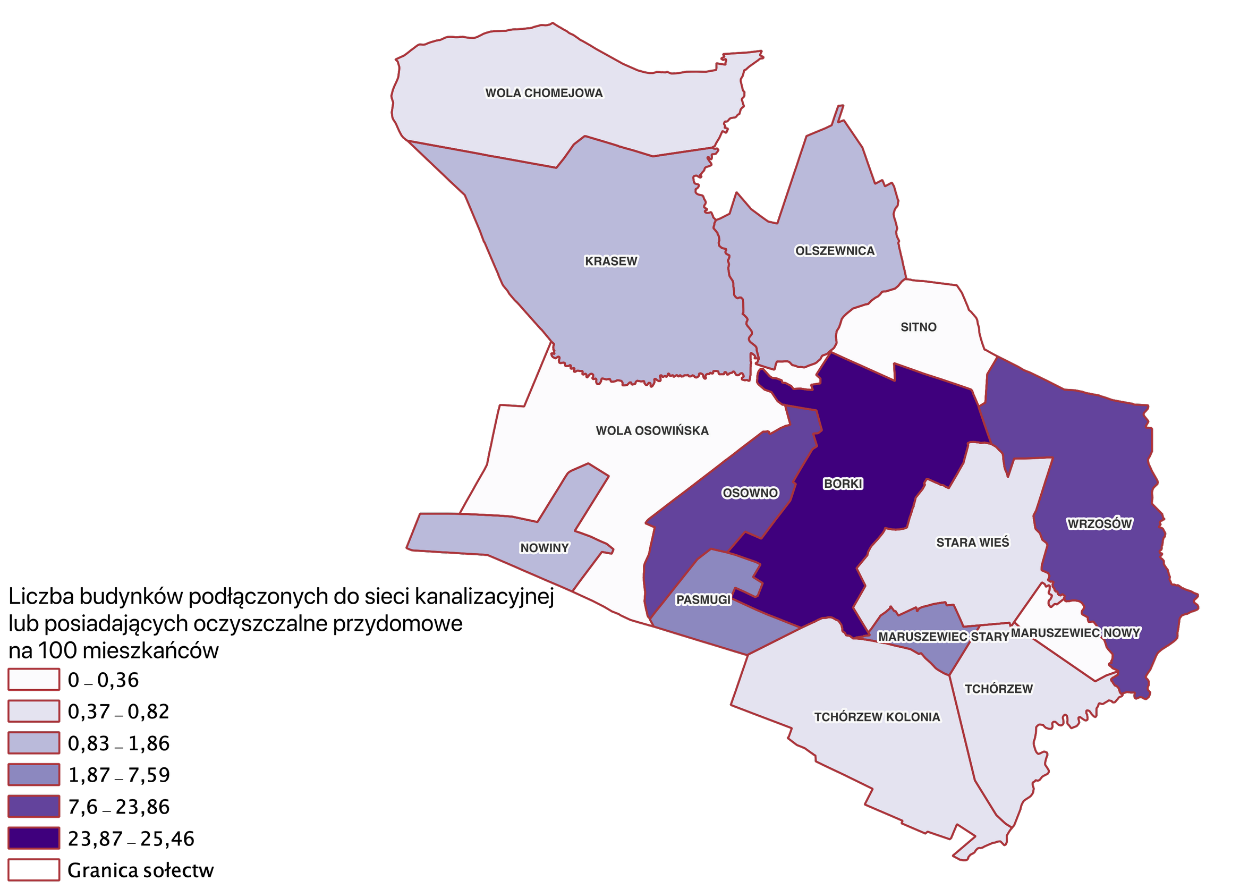 WOLA CHOMEJOWA
OLSZEWNICA
KRASEW
SITNO
WOLA OSOWIŃSKA
BORKI
OSOWNO
WRZOSÓW
STARA WIEŚ
NOWINY
PASMUGI
MARUSZEWIEC STARY
MARUSZEWIEC NOWY
TCHÓRZEW
TCHÓRZEW KOLONIA
Liczba budynków podłączonych do sieci kanalizacyjnej
lub posiadających oczyszczalne przydomowe
na 100 mieszkańców
0 – 0,36
0,37 – 0,82
0,83 – 1,86
1,87 – 7,59
7,6 – 23,86
23,87 – 25,46
Granica sołectw